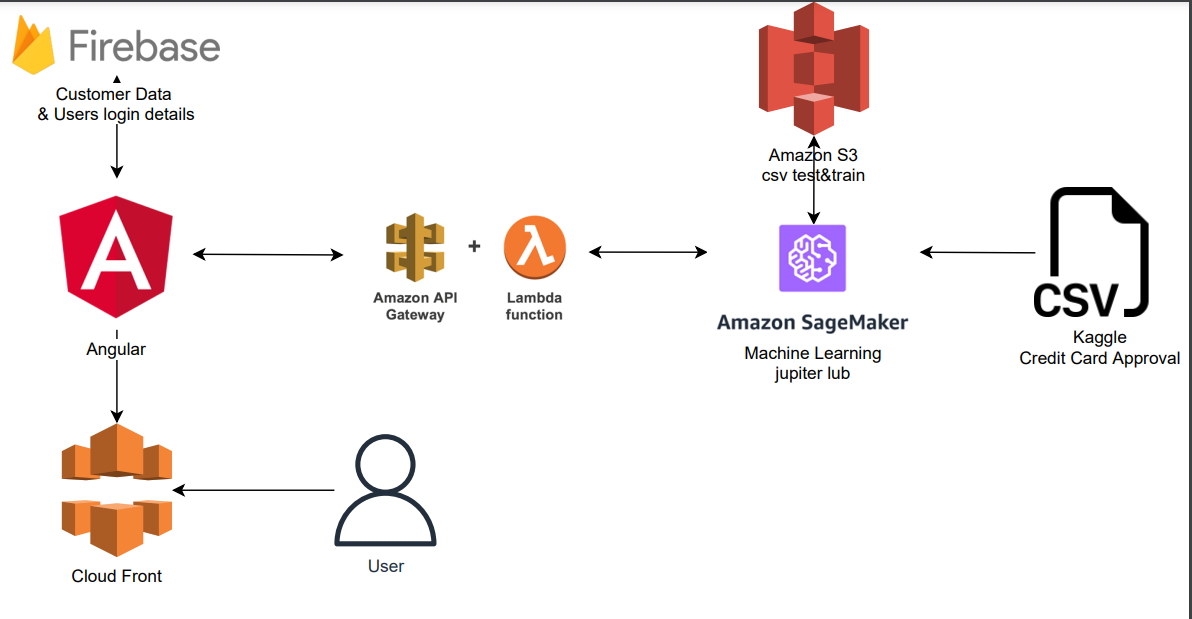 Firebase
Customer Data
& Users login details
Amazon S3
csv test&train
Amazon API
Gateway
+
Lambda
function
Amazon SageMaker
Machine Learning
jupiter lub
CSV
Kaggle
Credit Card Approval
Angular
Cloud Front
User